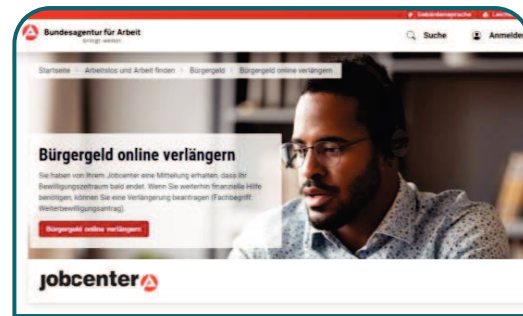 Gebärdensprache
Bundesagentur für Arbeit
bringt weiter.
Suche
Anmelden
Startseite
Arbeitslos und Arbeit finden
Bürgergeld
Bürgergeld online verlängern
Bürgergeld online verlängern
Sie haben von Ihrem Jobcenter eine Mitteilung erhalten, dass Ihr
Bewilligungszeitraum bald endet. Wenn Sie weiterhin finanzielle Hilfe
benötigen, können Sie eine Verlängerung beantragen (Fachbegriff:
Weiterbewilligungsantrag).
Bürgergeld online verlängern
jobcenter